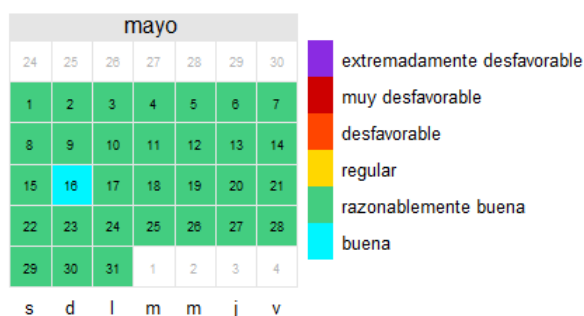 mayo
24 25 26 27 28 29 30
1 2 3 4 5 6 7
8 9 10 11 12 13 14
15 16 17 18 19 20 21
22 23 24 25 26 27 28
29 30 31 1 2 3 4
s d l m m j v
extremadamente desfavorable
muy desfavorable
desfavorable
regular
razonablemente buena
buena